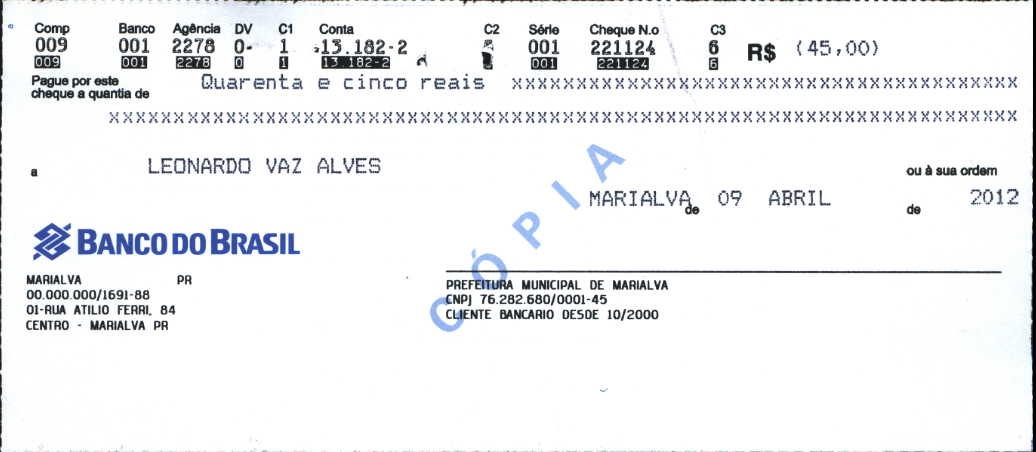 Comp Banco Agência DV C1 Conta C2 Série Cheque N.o C3
009 001 2278 0- 1 13.182-2 001 221124 6 R$ (45,00)
009 001 2278 0 1 13.182-2 001 221124 6
Pague por este Quarenta e cinco reais XXXXXXXXXXXXXXXXXXXXXXXXXXXXXXXXXXXXXX
cheque a quantia de
XXXXXXXXXXXXXXXXXXXXXXXXXXXXXXXXXXXXXXXXXXXXXXXXXXXXXXXXXXXXXXXXXXXXXX
a LEONARDO VAZ ALVES ou à sua ordem
MARIALVA de 09 ABRIL de 2012
CÓPIA
BANCO DO BRASIL
MARIALVA PR
00.000.000/1691-88
01-RUA ATILIO FERRI, 84
CENTRO - MARIALVA PR
PREFEITURA MUNICIPAL DE MARIALVA
CNPJ 76.282.680/0001-45
CLIENTE BANCARIO DESDE 10/2000